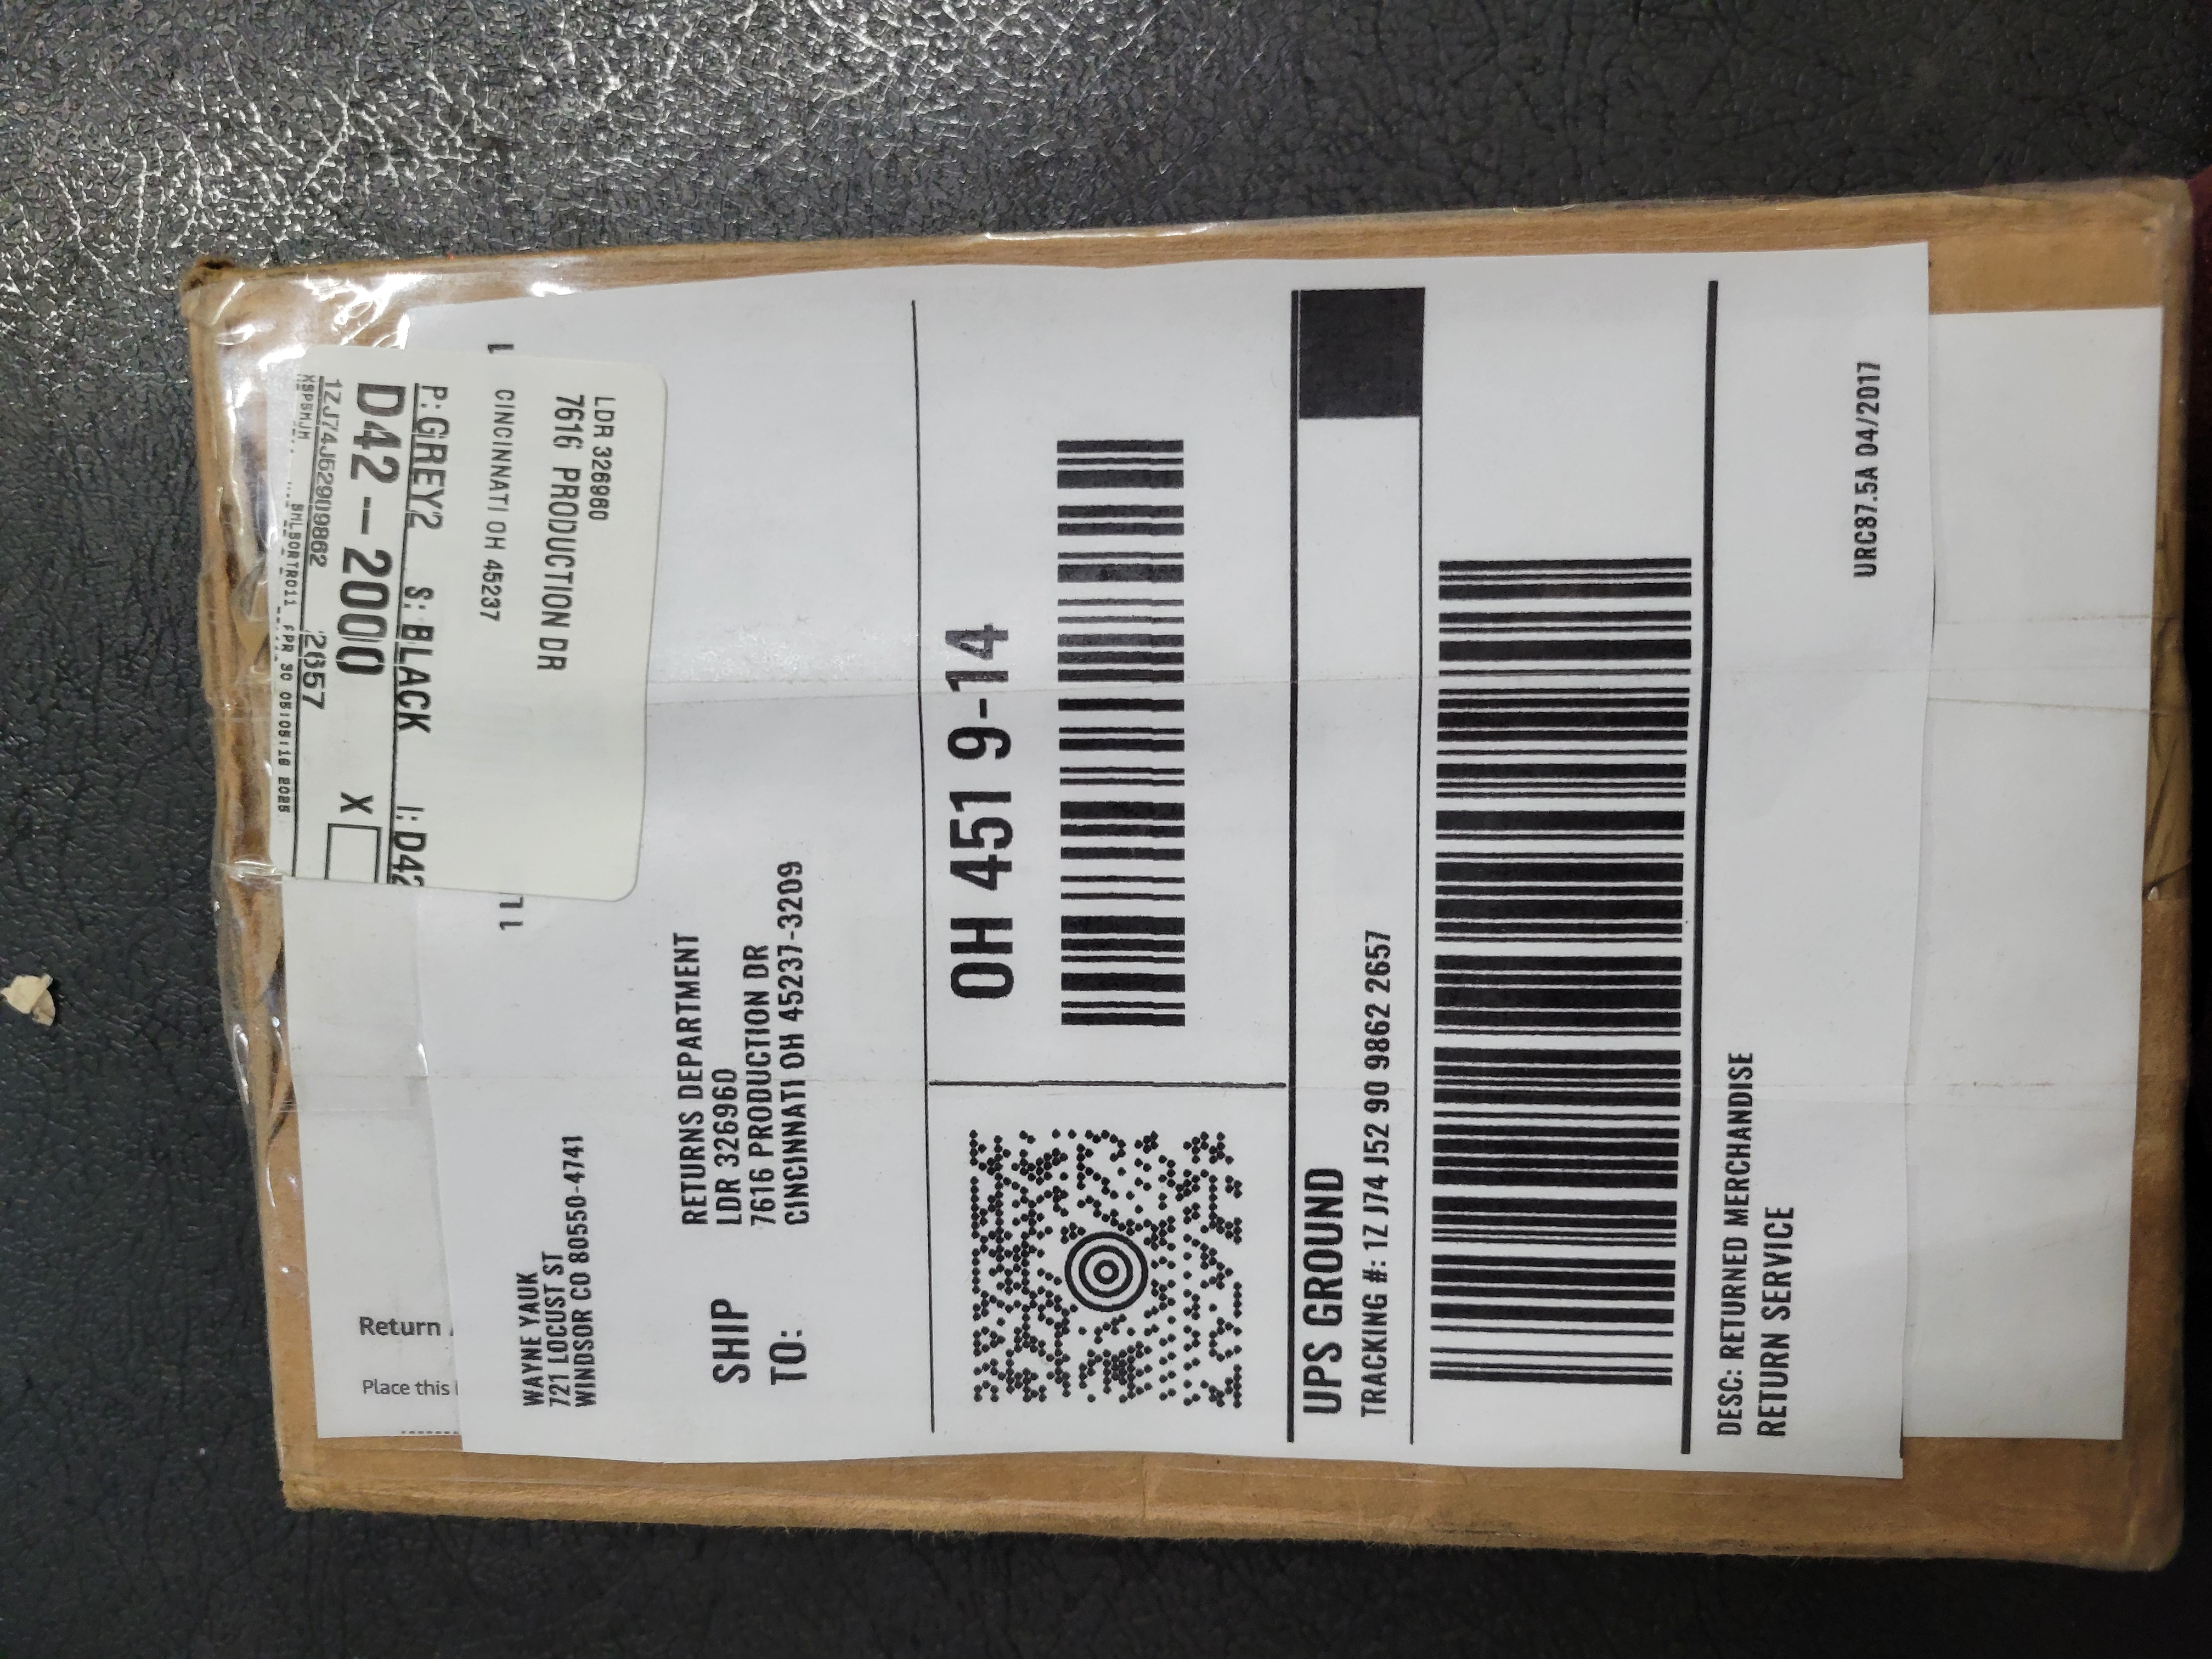 WAYNE YAUK
721 LOCUST ST
WINDSOR CO 80550-4741
SHIP
TO:
RETURNS DEPARTMENT
LDR 326960
7616 PRODUCTION DR
CINCINNATI OH 45237-3209
OH 451 9-14
UPS GROUND
TRACKING #: 1Z J74 J52 90 9862 2657
DESC: RETURNED MERCHANDISE
RETURN SERVICE
URC87.5A 04/2017
Return
Place this
LDR 326960
7616 PRODUCTION DR
CINCINNATI OH 45237
P:GREY2 S:BLACK I:D42
D42--2000 X
1ZJ74J52909862 2657